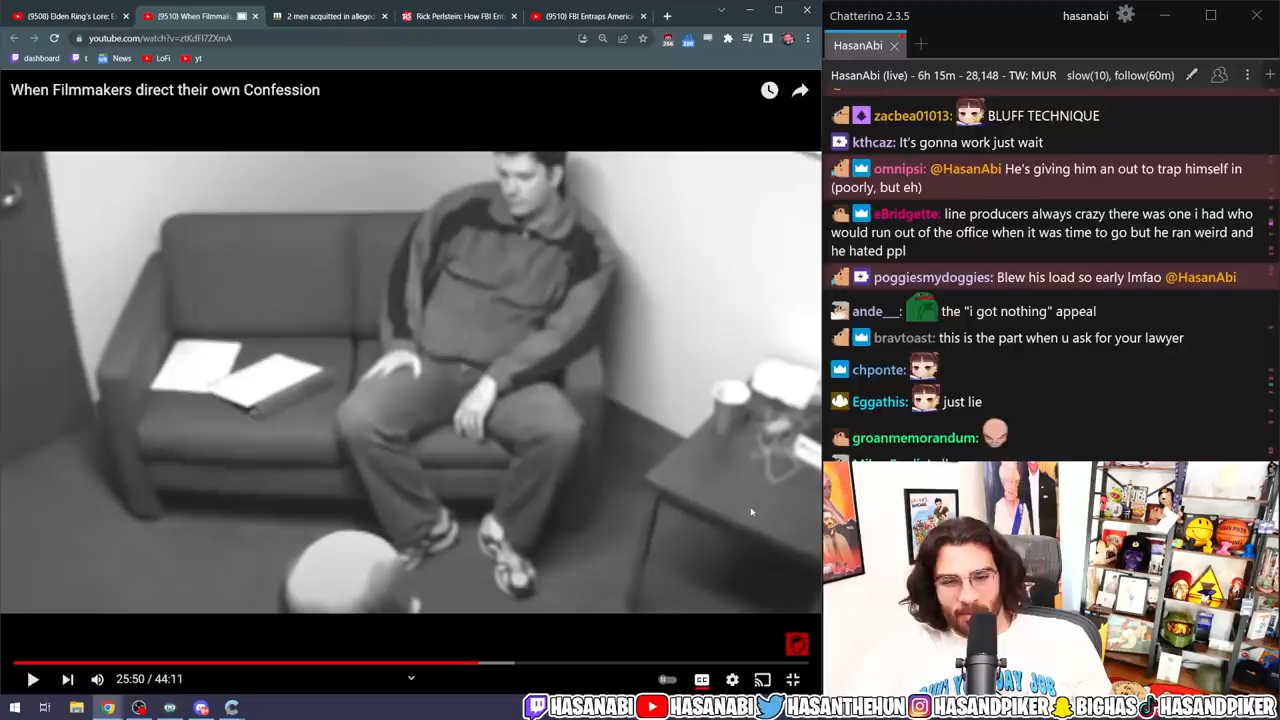 (9508) Elden Ring's Lore: E
(9510) When Filmmak
2 men acquitted in alleged
Rick Perlstein: How FBI Ent
(9510) FBI Entraps America
youtube.com/watch?v=ztKdFI7ZXmA
dashboard
t
News
LoFi
yt
When Filmmakers direct their own Confession
25:50 / 44:11
Chatterino 2.3.5
hasanabi
HasanAbi
HasanAbi (live) - 6h 15m - 28,148 - TW: MUR
slow(10), follow(60m)
zacbea01013: BLUFF TECHNIQUE
kthcaz: It's gonna work just wait
omnipsi: @HasanAbi He's giving him an out to trap himself in
(poorly, but eh)
eBridgette: line producers always crazy there was one i had who
would run out of the office when it was time to go but he ran weird and
he hated ppl
poggiesmydoggies: Blew his load so early lmfao @HasanAbi
ande___: the "i got nothing" appeal
bravtoast: this is the part when u ask for your lawyer
chponte:
Eggathis: just lie
groanmemorandum:
HASANABI
HASANABI
HASANTHEHUN
HASANDPIKER
BIGHAS
HASANDPIKER